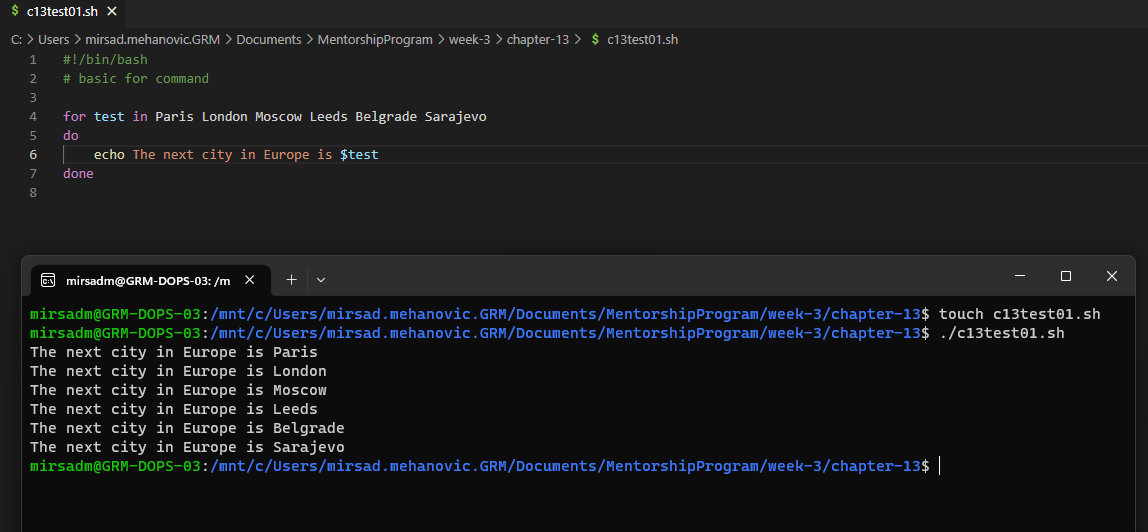 $ c13test01.sh ×
C: > Users > mirsad.mehanovic.GRM > Documents > MentorshipProgram > week-3 > chapter-13 > $ c13test01.sh
1 #!/bin/bash
2 # basic for command
3
4 for test in Paris London Moscow Leeds Belgrade Sarajevo
5 do
6 echo The next city in Europe is $test
7 done
8
mirsadm@GRM-DOPS-03: /m × +
mirsadm@GRM-DOPS-03:/mnt/c/Users/mirsad.mehanovic.GRM/Documents/MentorshipProgram/week-3/chapter-13$ touch c13test01.sh
mirsadm@GRM-DOPS-03:/mnt/c/Users/mirsad.mehanovic.GRM/Documents/MentorshipProgram/week-3/chapter-13$ ./c13test01.sh
The next city in Europe is Paris
The next city in Europe is London
The next city in Europe is Moscow
The next city in Europe is Leeds
The next city in Europe is Belgrade
The next city in Europe is Sarajevo
mirsadm@GRM-DOPS-03:/mnt/c/Users/mirsad.mehanovic.GRM/Documents/MentorshipProgram/week-3/chapter-13$